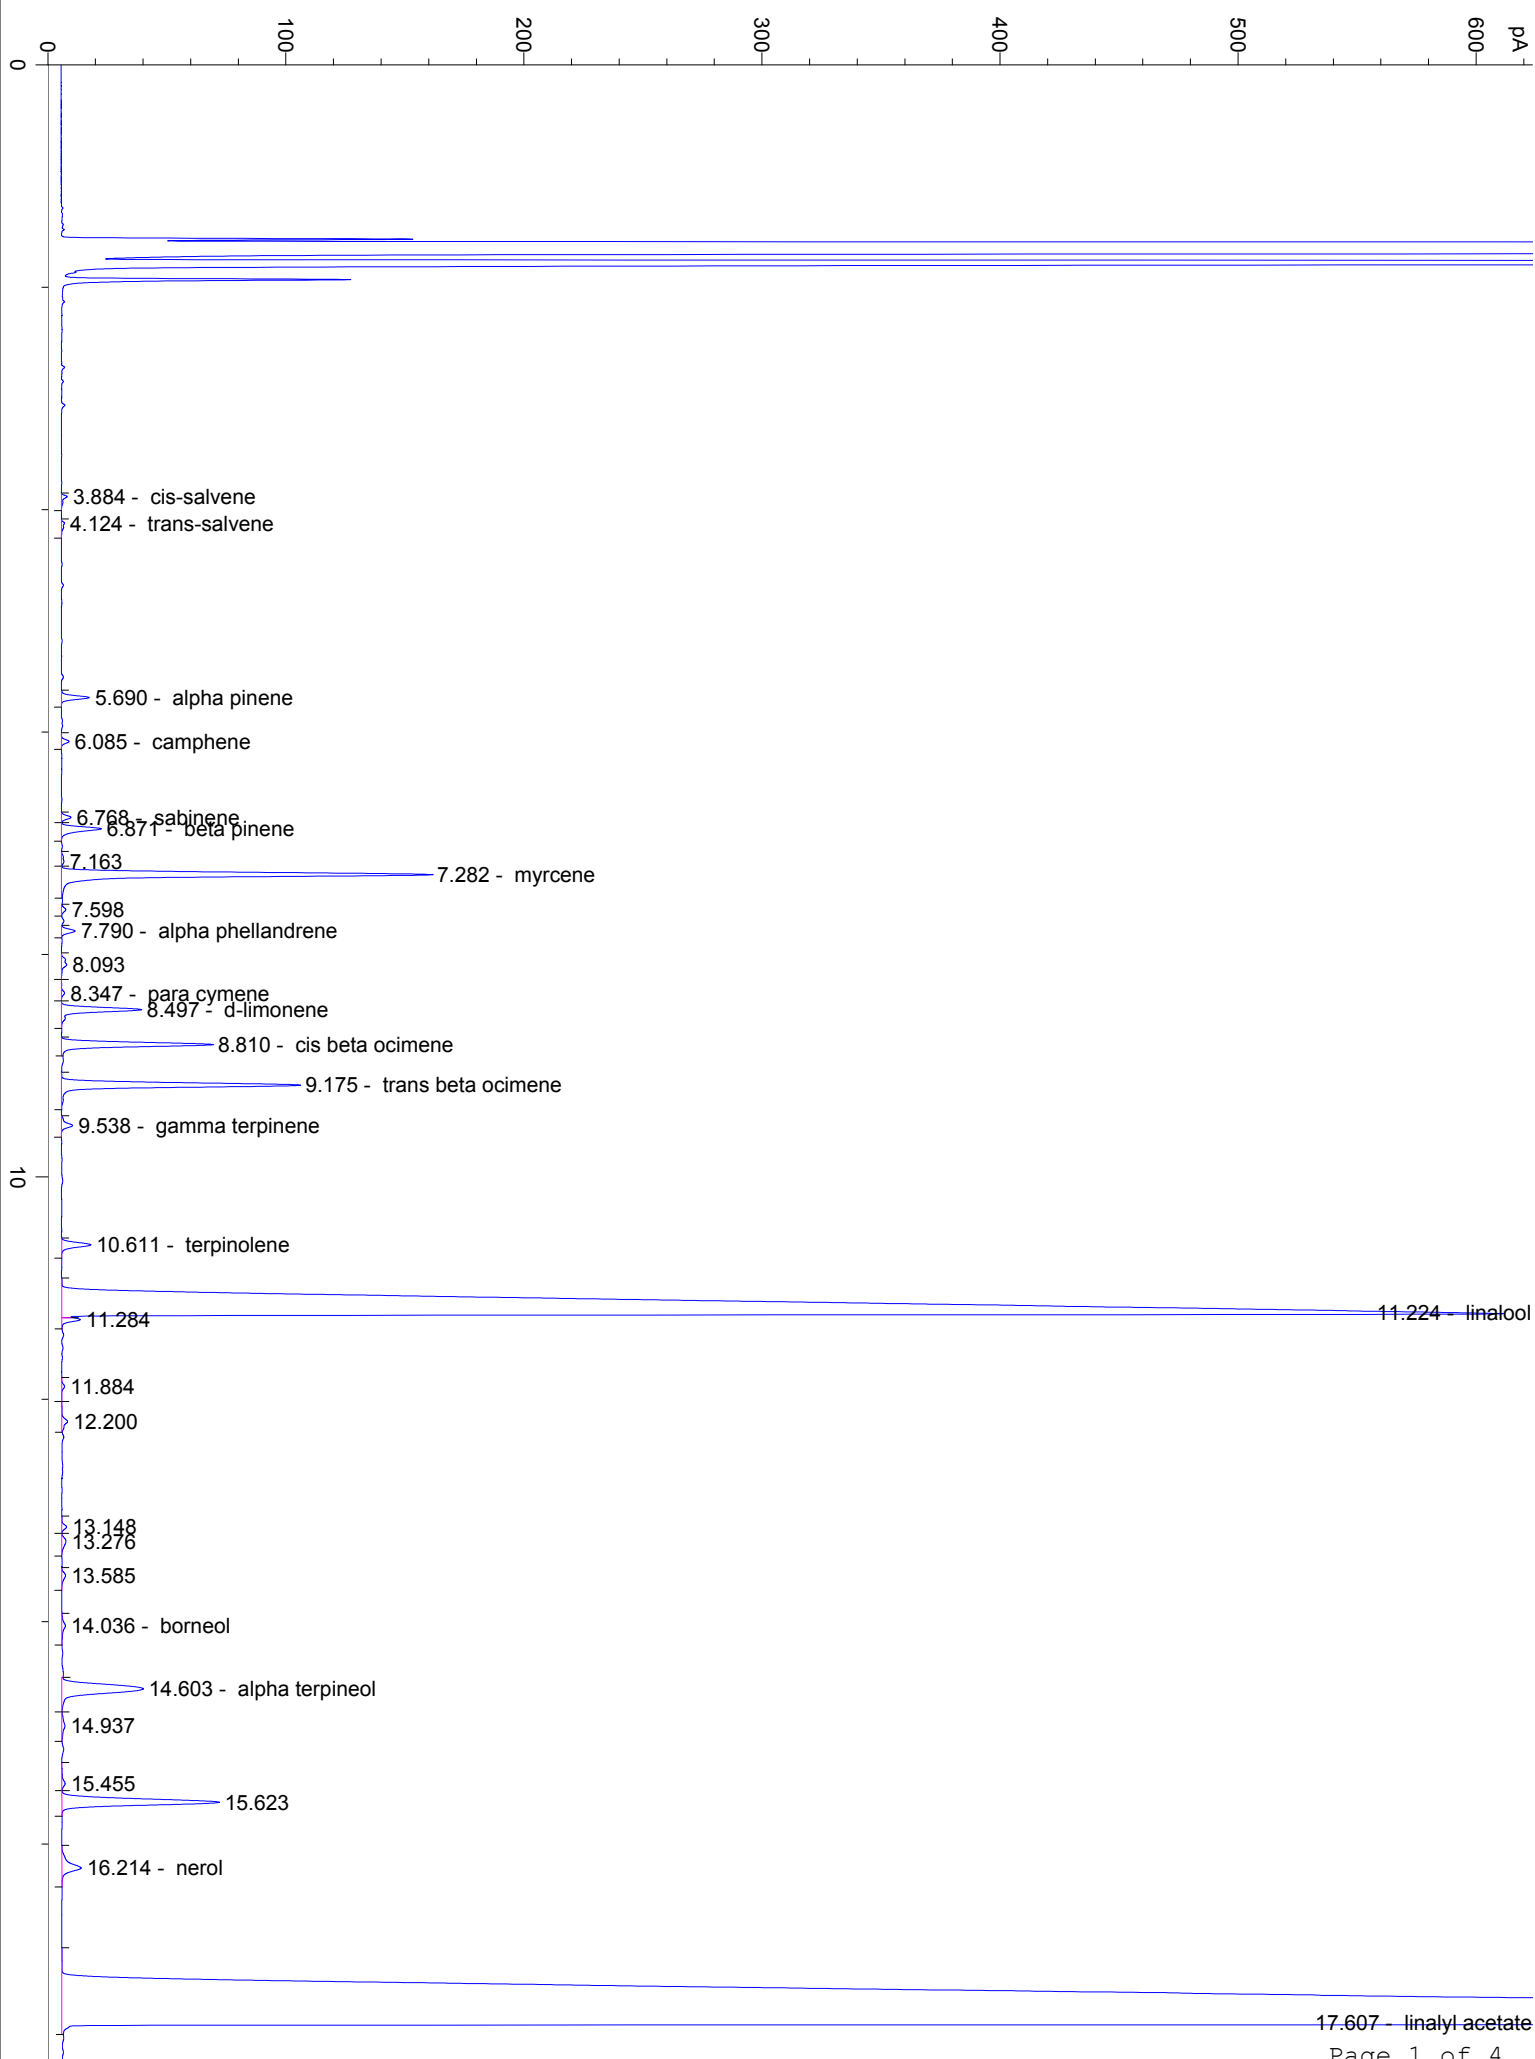 0
100
200
300
400
500
600
pA
0
3.884 - cis-salvene
4.124 - trans-salvene
5.690 - alpha pinene
6.085 - camphene
6.768 - sabinene
6.871 - beta pinene
7.163
7.282 - myrcene
7.598
7.790 - alpha phellandrene
8.093
8.347 - para cymene
8.497 - d-limonene
8.810 - cis beta ocimene
9.175 - trans beta ocimene
9.538 - gamma terpinene
10
10.611 - terpinolene
11.224 - linalool
11.284
11.884
12.200
13.148
13.276
13.585
14.036 - borneol
14.603 - alpha terpineol
14.937
15.455
15.623
16.214 - nerol
17.607 - linalyl acetate
Page 1 of 4